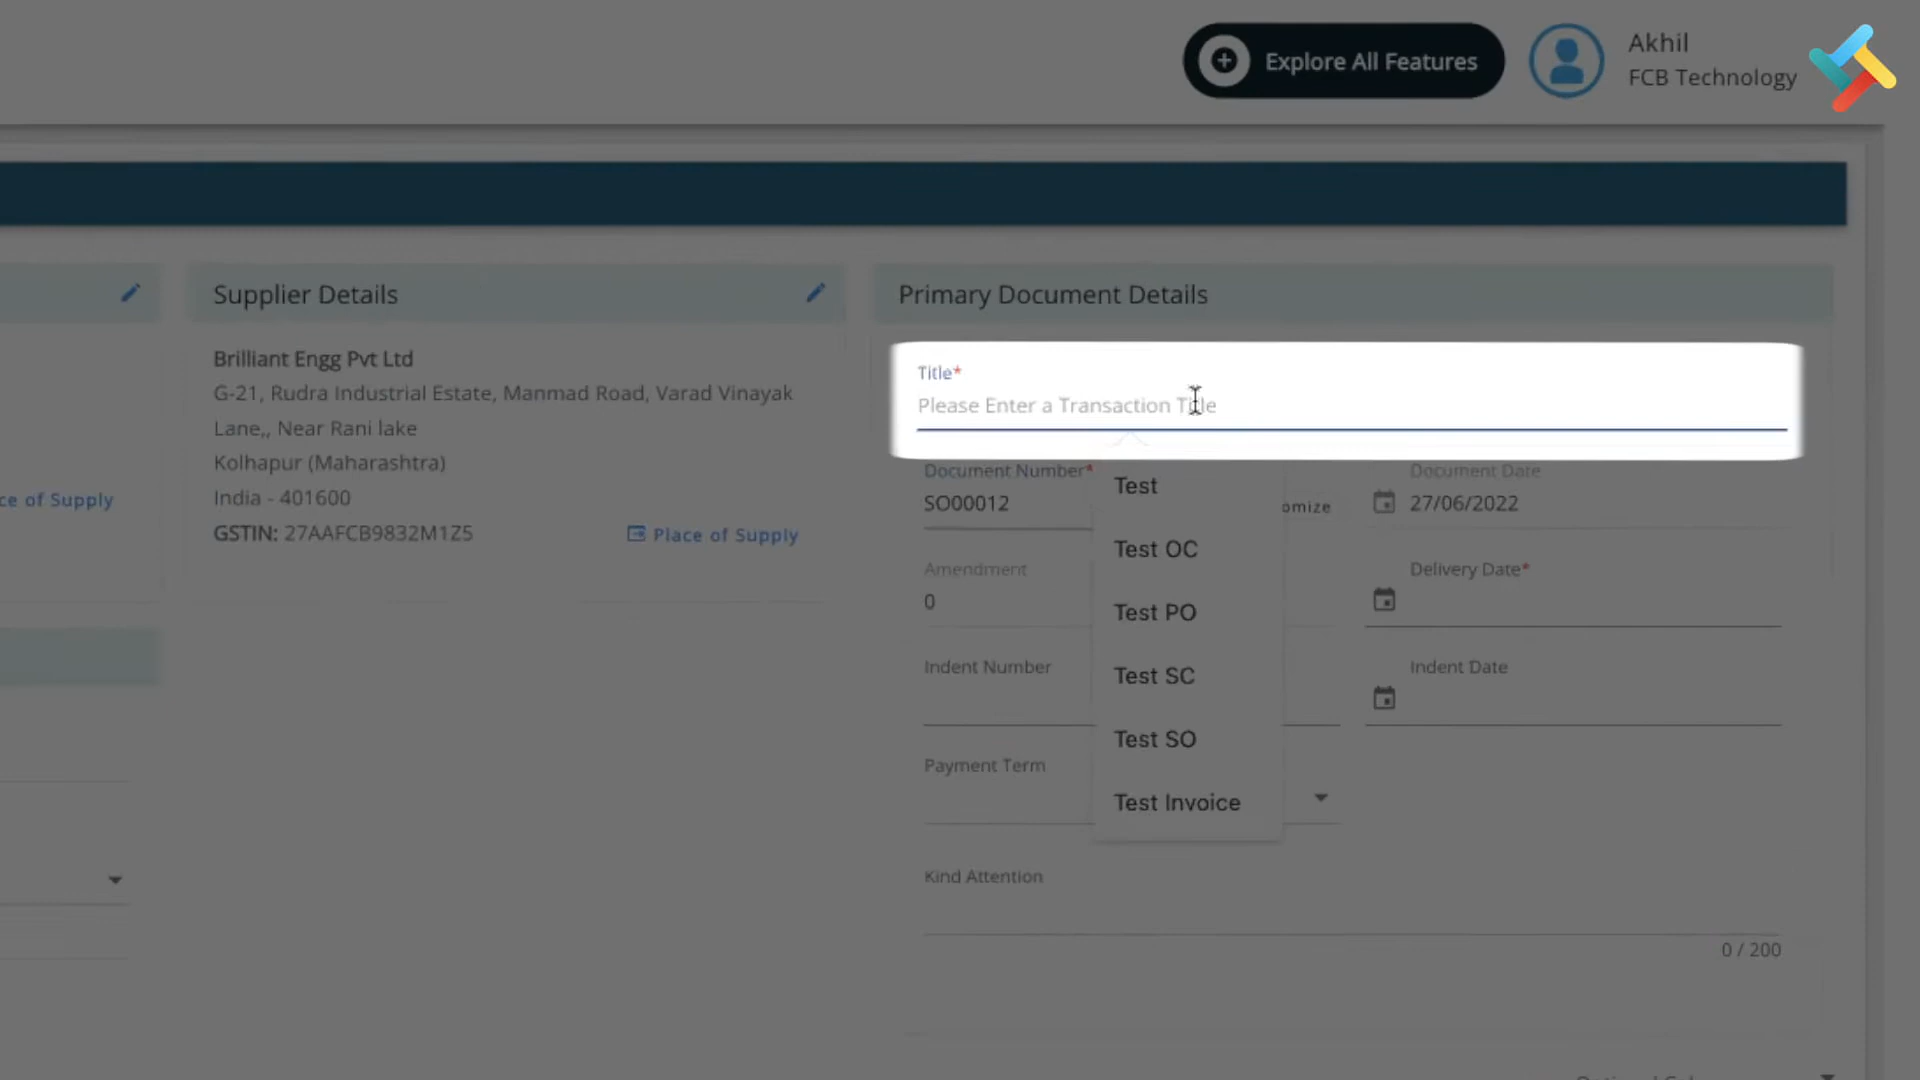 Explore All Features
Akhil
FCB Technology
Supplier Details
Primary Document Details
Brilliant Engg Pvt Ltd
G-21, Rudra Industrial Estate, Manmad Road, Varad Vinayak
Lane,, Near Rani lake
Kolhapur (Maharashtra)
India - 401600
GSTIN: 27AAFCB9832M1Z5
Place of Supply
ce of Supply
Title*
Please Enter a Transaction Title
Document Number*
SO00012
omize
Document Date
27/06/2022
Amendment
0
Delivery Date*
Indent Number
Indent Date
Payment Term
Test
Test OC
Test PO
Test SC
Test SO
Test Invoice
Kind Attention
0 / 200